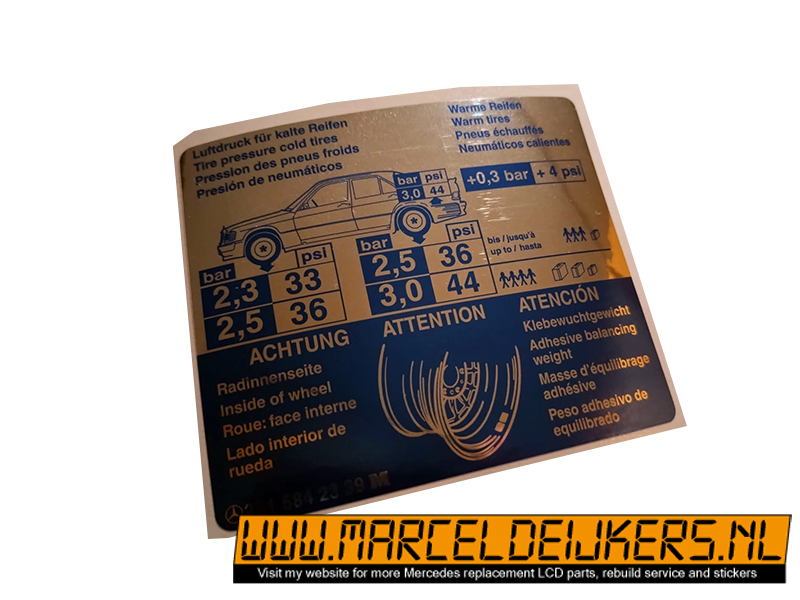 Luftdruck für kalte Reifen
Tire pressure cold tires
Pression des pneus froids
Presión de neumáticos
Warme Reifen
Warm tires
Pneus échauffés
Neumáticos calientes
+0,3 bar + 4 psi
bar psi
3,0 44
bar psi
2,3 33
2,5 36
bar psi
2,5 36
3,0 44
bis / jusqu'à
up to / hasta
ACHTUNG ATTENTION ATENCIÓN
Radinnenseite
Inside of wheel
Roue: face interne
Lado interior de
rueda
Klebewuchtgewicht
Adhesive balancing
weight
Masse d'équilibrage
adhésive
Peso adhesivo de
equilibrado
584 23 39 M
WWW.MARCELDEIJKERS.NL
Visit my website for more Mercedes replacement LCD parts, rebuild service and stickers